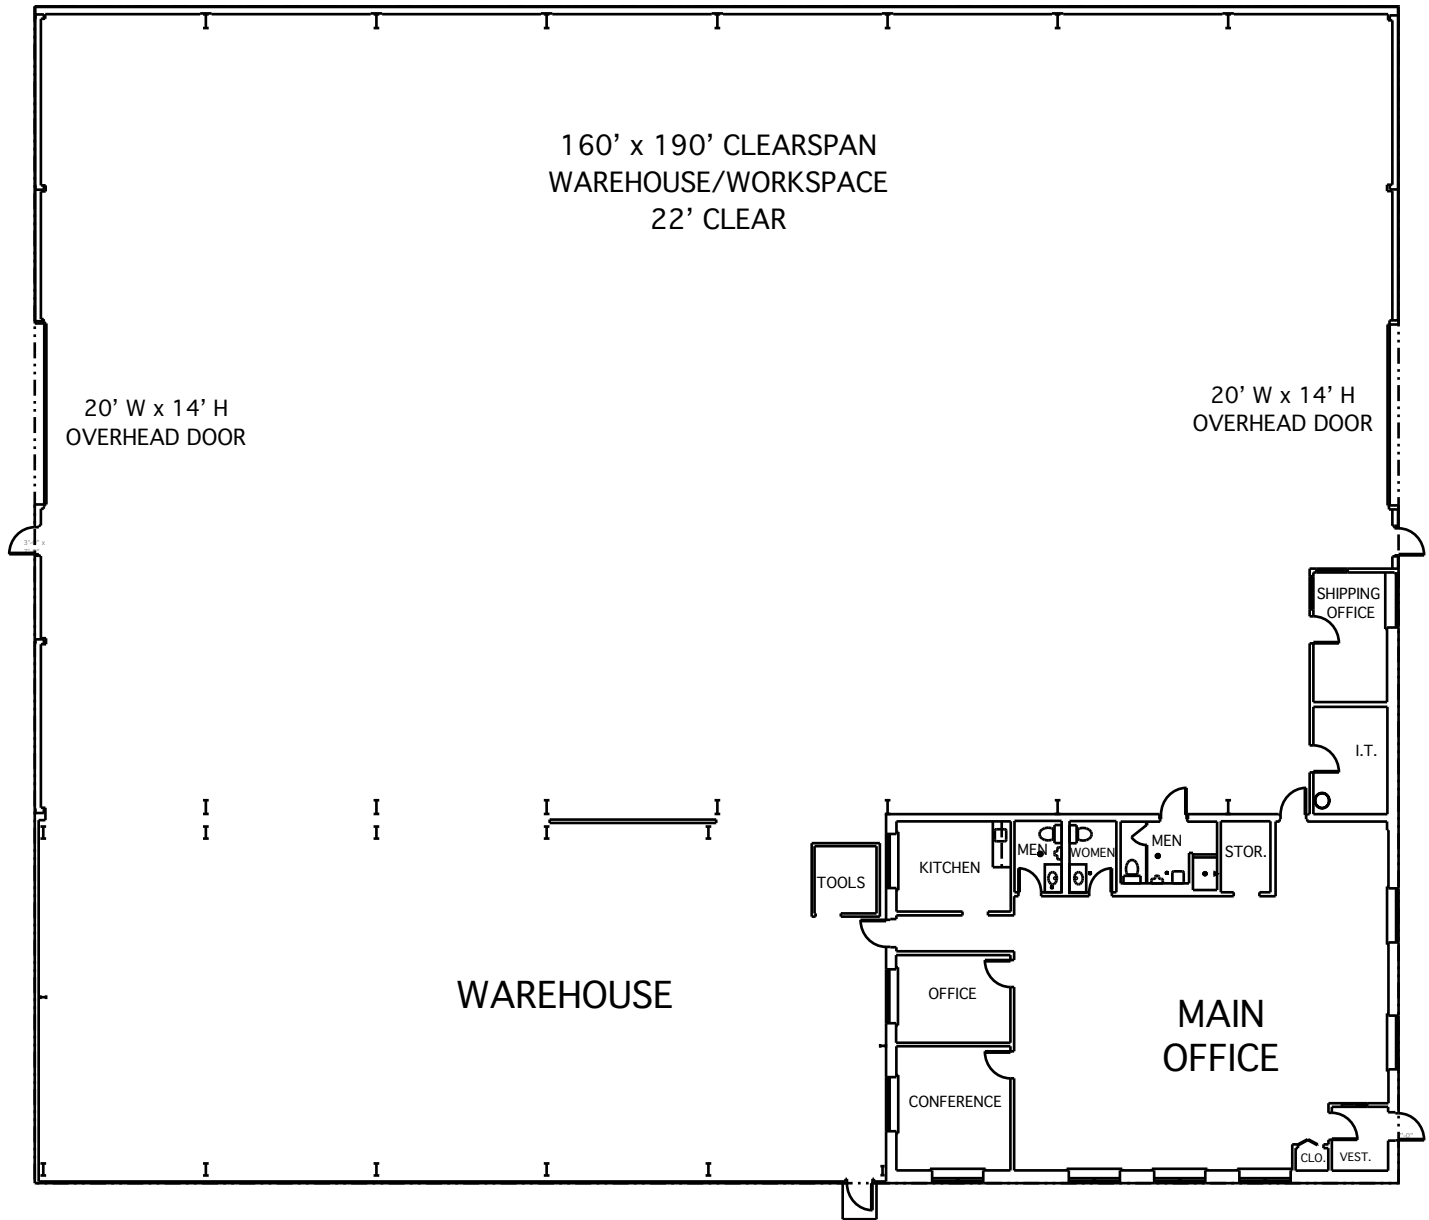 160’ x 190’ CLEARSPAN
WAREHOUSE/WORKSPACE
22’ CLEAR
20’ W x 14’ H
OVERHEAD DOOR
20’ W x 14’ H
OVERHEAD DOOR
SHIPPING
OFFICE
I.T.
KITCHEN
MEN
WOMEN
MEN
STOR.
TOOLS
WAREHOUSE
OFFICE
MAIN
OFFICE
CONFERENCE
CLO.
VEST.